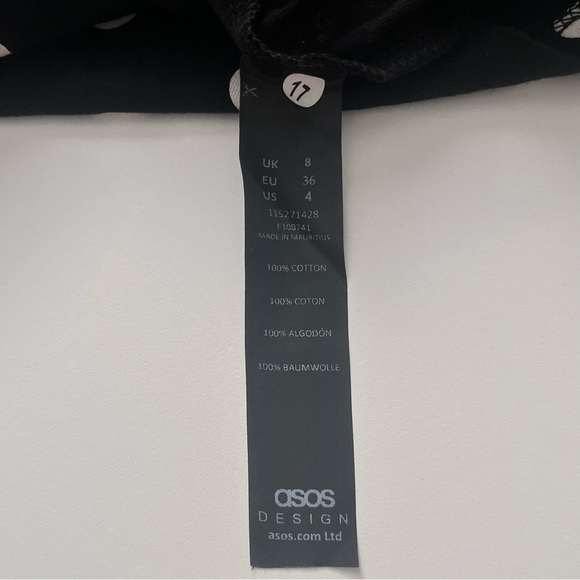 17
UK 8
EU 36
US 4
115271428
F100741
MADE IN MAURITIUS
100% COTTON
100% COTON
100% ALGODÓN
100% BAUMWOLLE
asos
DESIGN
asos.com Ltd